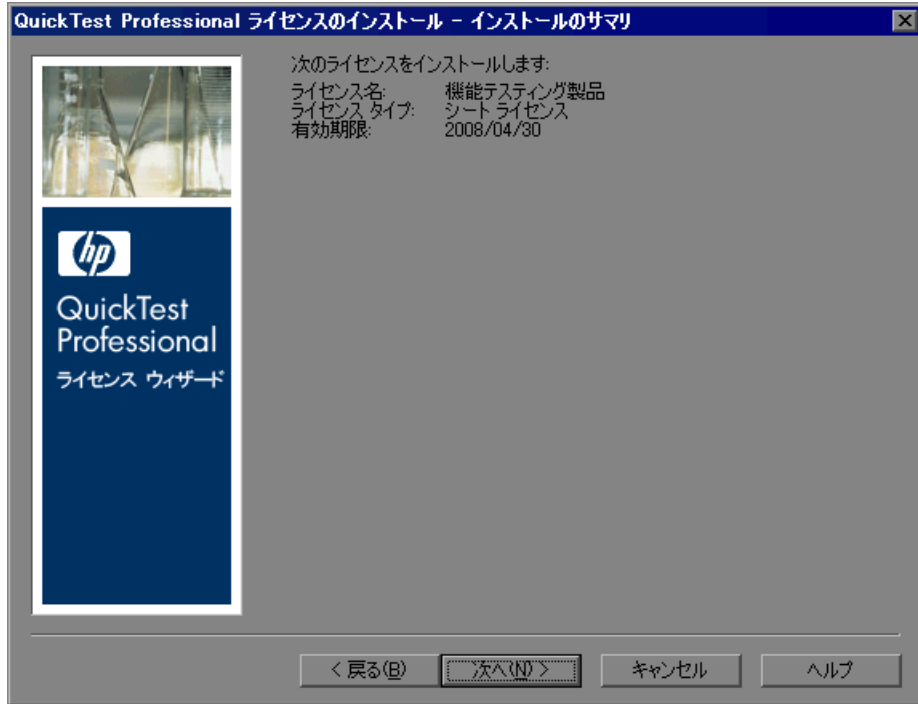 QuickTest Professional ライセンスのインストール - インストールのサマリ
次のライセンスをインストールします:
ライセンス名: 機能テスティング製品
ライセンス タイプ: シート ライセンス
有効期限: 2008/04/30
hp
QuickTest
Professional
ライセンス ウィザード
< 戻る(B) 次へ(N) > キャンセル ヘルプ